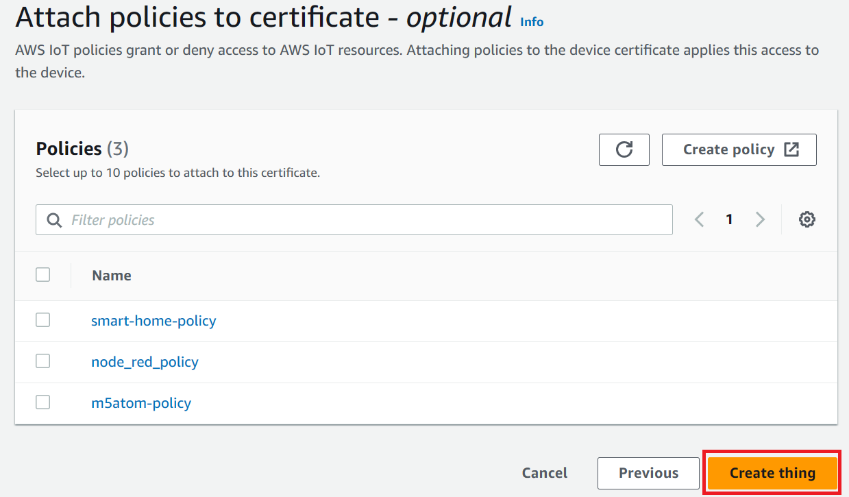 Attach policies to certificate - optional Info
AWS IoT policies grant or deny access to AWS IoT resources. Attaching policies to the device certificate applies this access to
the device.
Policies (3)
Create policy
Select up to 10 policies to attach to this certificate.
Filter policies
1
Name
smart-home-policy
node_red_policy
m5atom-policy
Cancel
Previous
Create thing